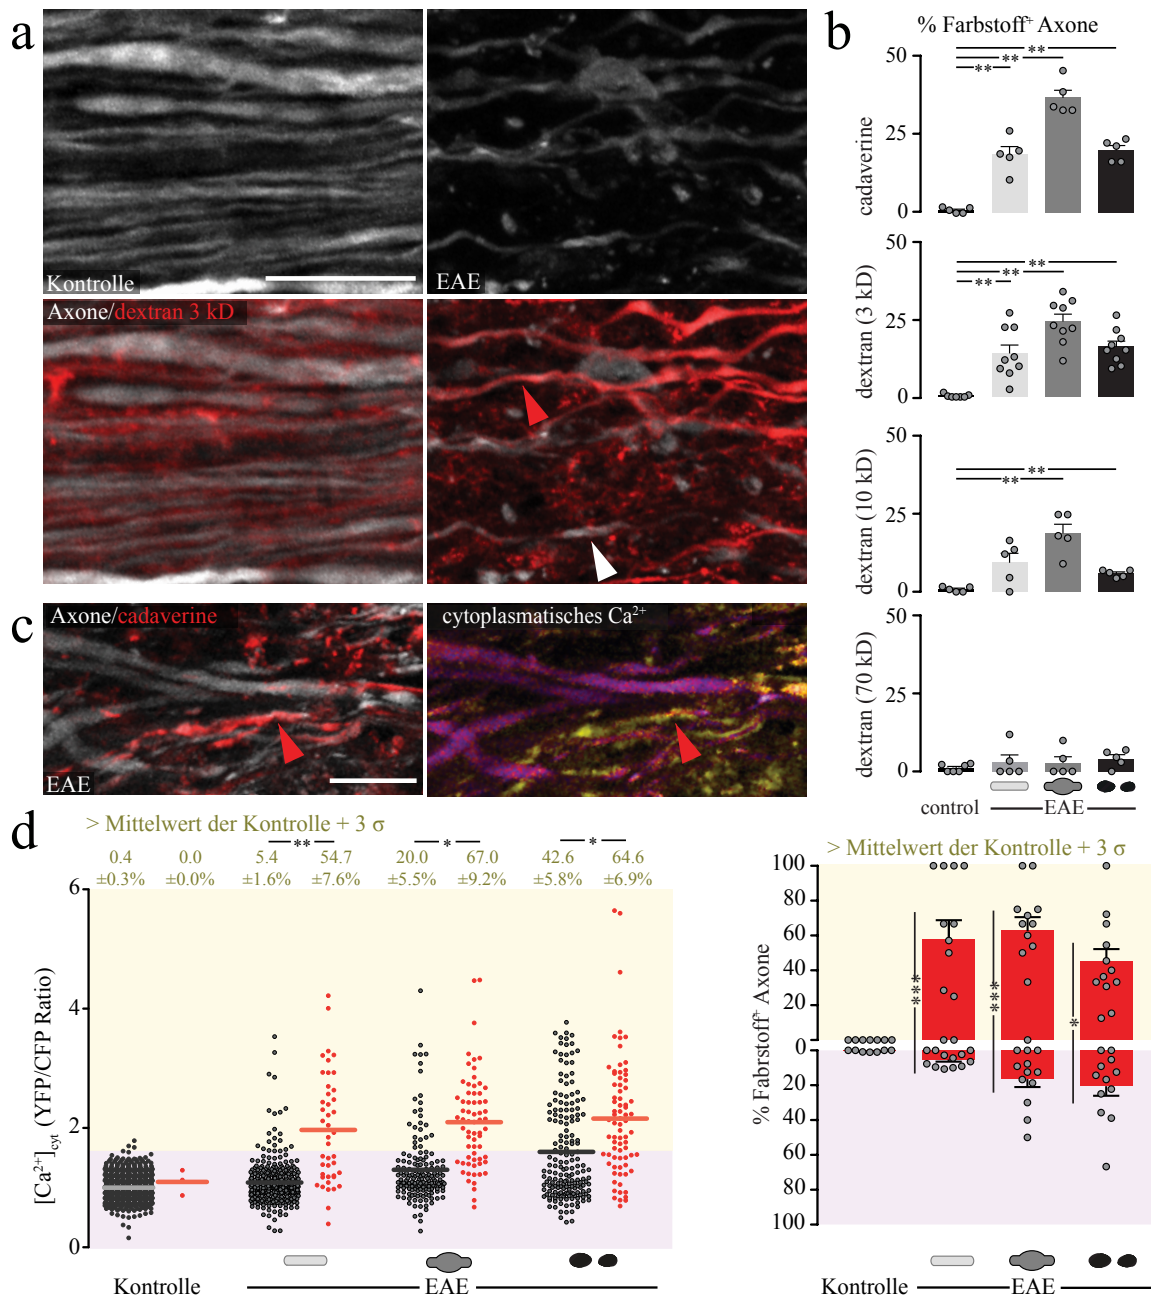 a
Kontrolle
EAE
Axone/dextran 3 kD
b
% Farbstoff⁺ Axone
** ** **
50
25
0
cadaverine
** ** **
50
25
0
dextran (3 kD)
** **
50
25
0
dextran (10 kD)
50
25
0
dextran (70 kD)
control
EAE
c
Axone/cadaverine
EAE
cytoplasmatisches Ca²⁺
d
> Mittelwert der Kontrolle + 3 σ
** * *
0.4 0.0 5.4 54.7 20.0 67.0 42.6 64.6
±0.3% ±0.0% ±1.6% ±7.6% ±5.5% ±9.2% ±5.8% ±6.9%
6
4
2
0
[Ca²⁺]cyt (YFP/CFP Ratio)
Kontrolle
EAE
> Mittelwert der Kontrolle + 3 σ
100
80
60
40
20
0
0
20
40
60
80
100
% Fabrstoff⁺ Axone
*** *** *
Kontrolle
EAE